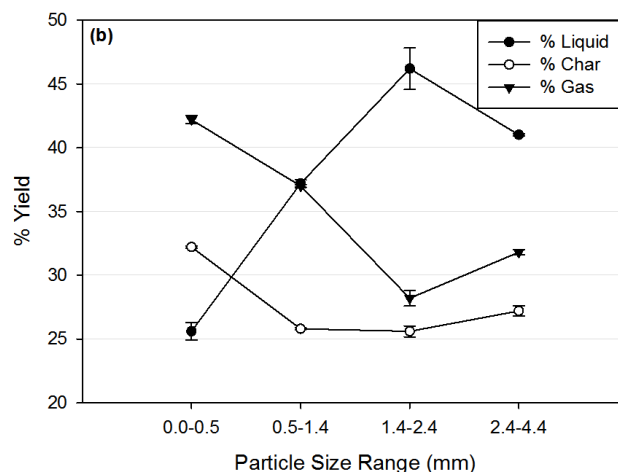 (b)
% Liquid
% Char
% Gas
50
45
40
35
30
25
20
% Yield
0.0-0.5 0.5-1.4 1.4-2.4 2.4-4.4
Particle Size Range (mm)